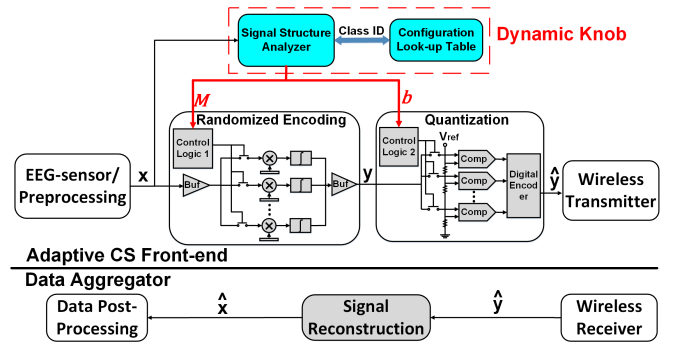 Signal Structure
Analyzer
Class ID
Configuration
Look-up Table
Dynamic Knob
M
b
Randomized Encoding
Quantization
Control
Logic 1
Control
Logic 2
Vref
EEG-sensor/
Preprocessing
x
Buf
Buf
y
Comp
Comp
Comp
Digital
Encod
er
ŷ
Wireless
Transmitter
Adaptive CS Front-end
Data Aggregator
Data Post-
Processing
x̂
Signal
Reconstruction
ŷ
Wireless
Receiver